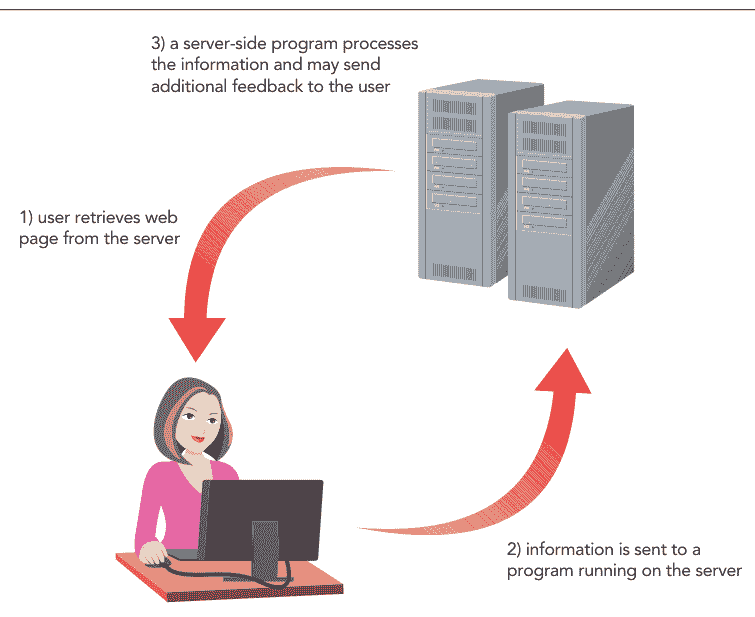 3) a server-side program processes
the information and may send
additional feedback to the user
1) user retrieves web
page from the server
2) information is sent to a
program running on the server